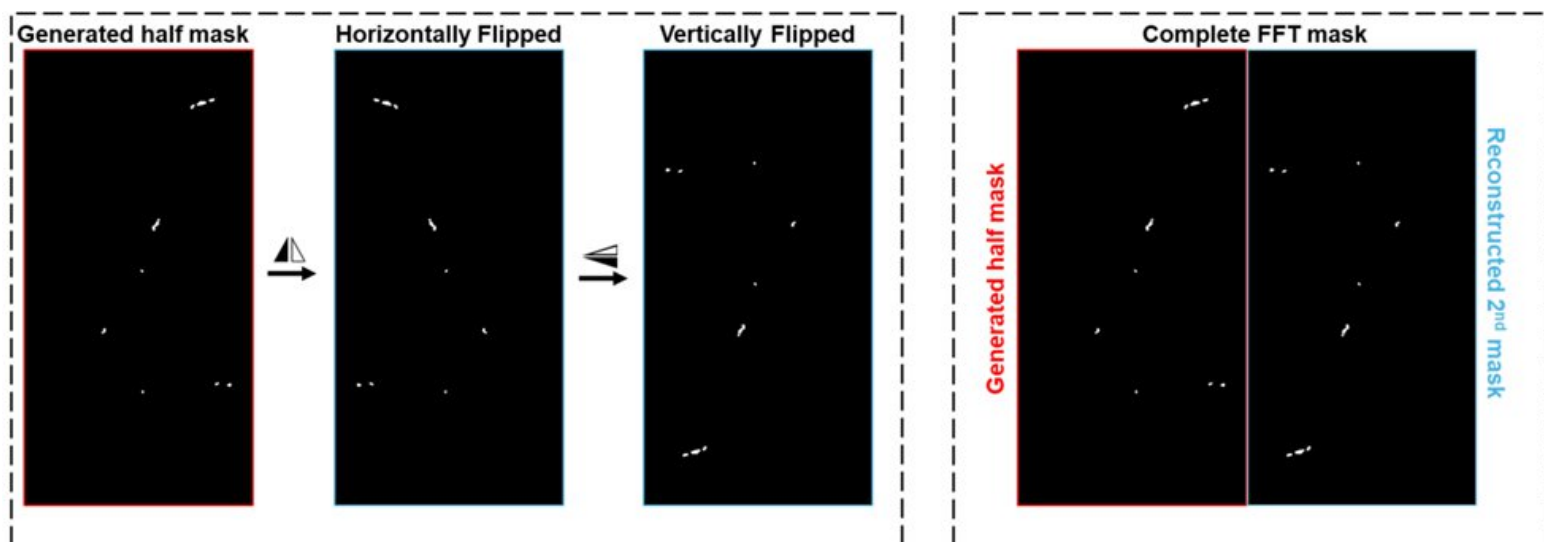 Generated half mask
Horizontally Flipped
Vertically Flipped
Complete FFT mask
Generated half mask
Reconstructed 2nd mask